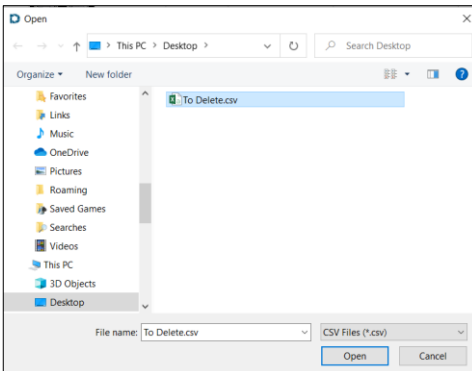 Open
This PC > Desktop >
Search Desktop
Organize
New folder
Favorites
Links
Music
OneDrive
Pictures
Roaming
Saved Games
Searches
Videos
This PC
3D Objects
Desktop
To Delete.csv
File name: To Delete.csv
CSV Files (*.csv)
Open
Cancel